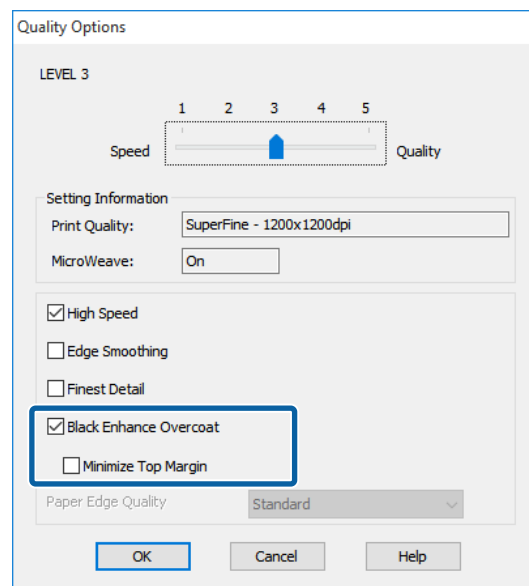 Quality Options
LEVEL 3
1 2 3 4 5
Speed Quality
Setting Information
Print Quality: SuperFine - 1200x1200dpi
MicroWeave: On
High Speed
Edge Smoothing
Finest Detail
Black Enhance Overcoat
Minimize Top Margin
Paper Edge Quality Standard
OK Cancel Help